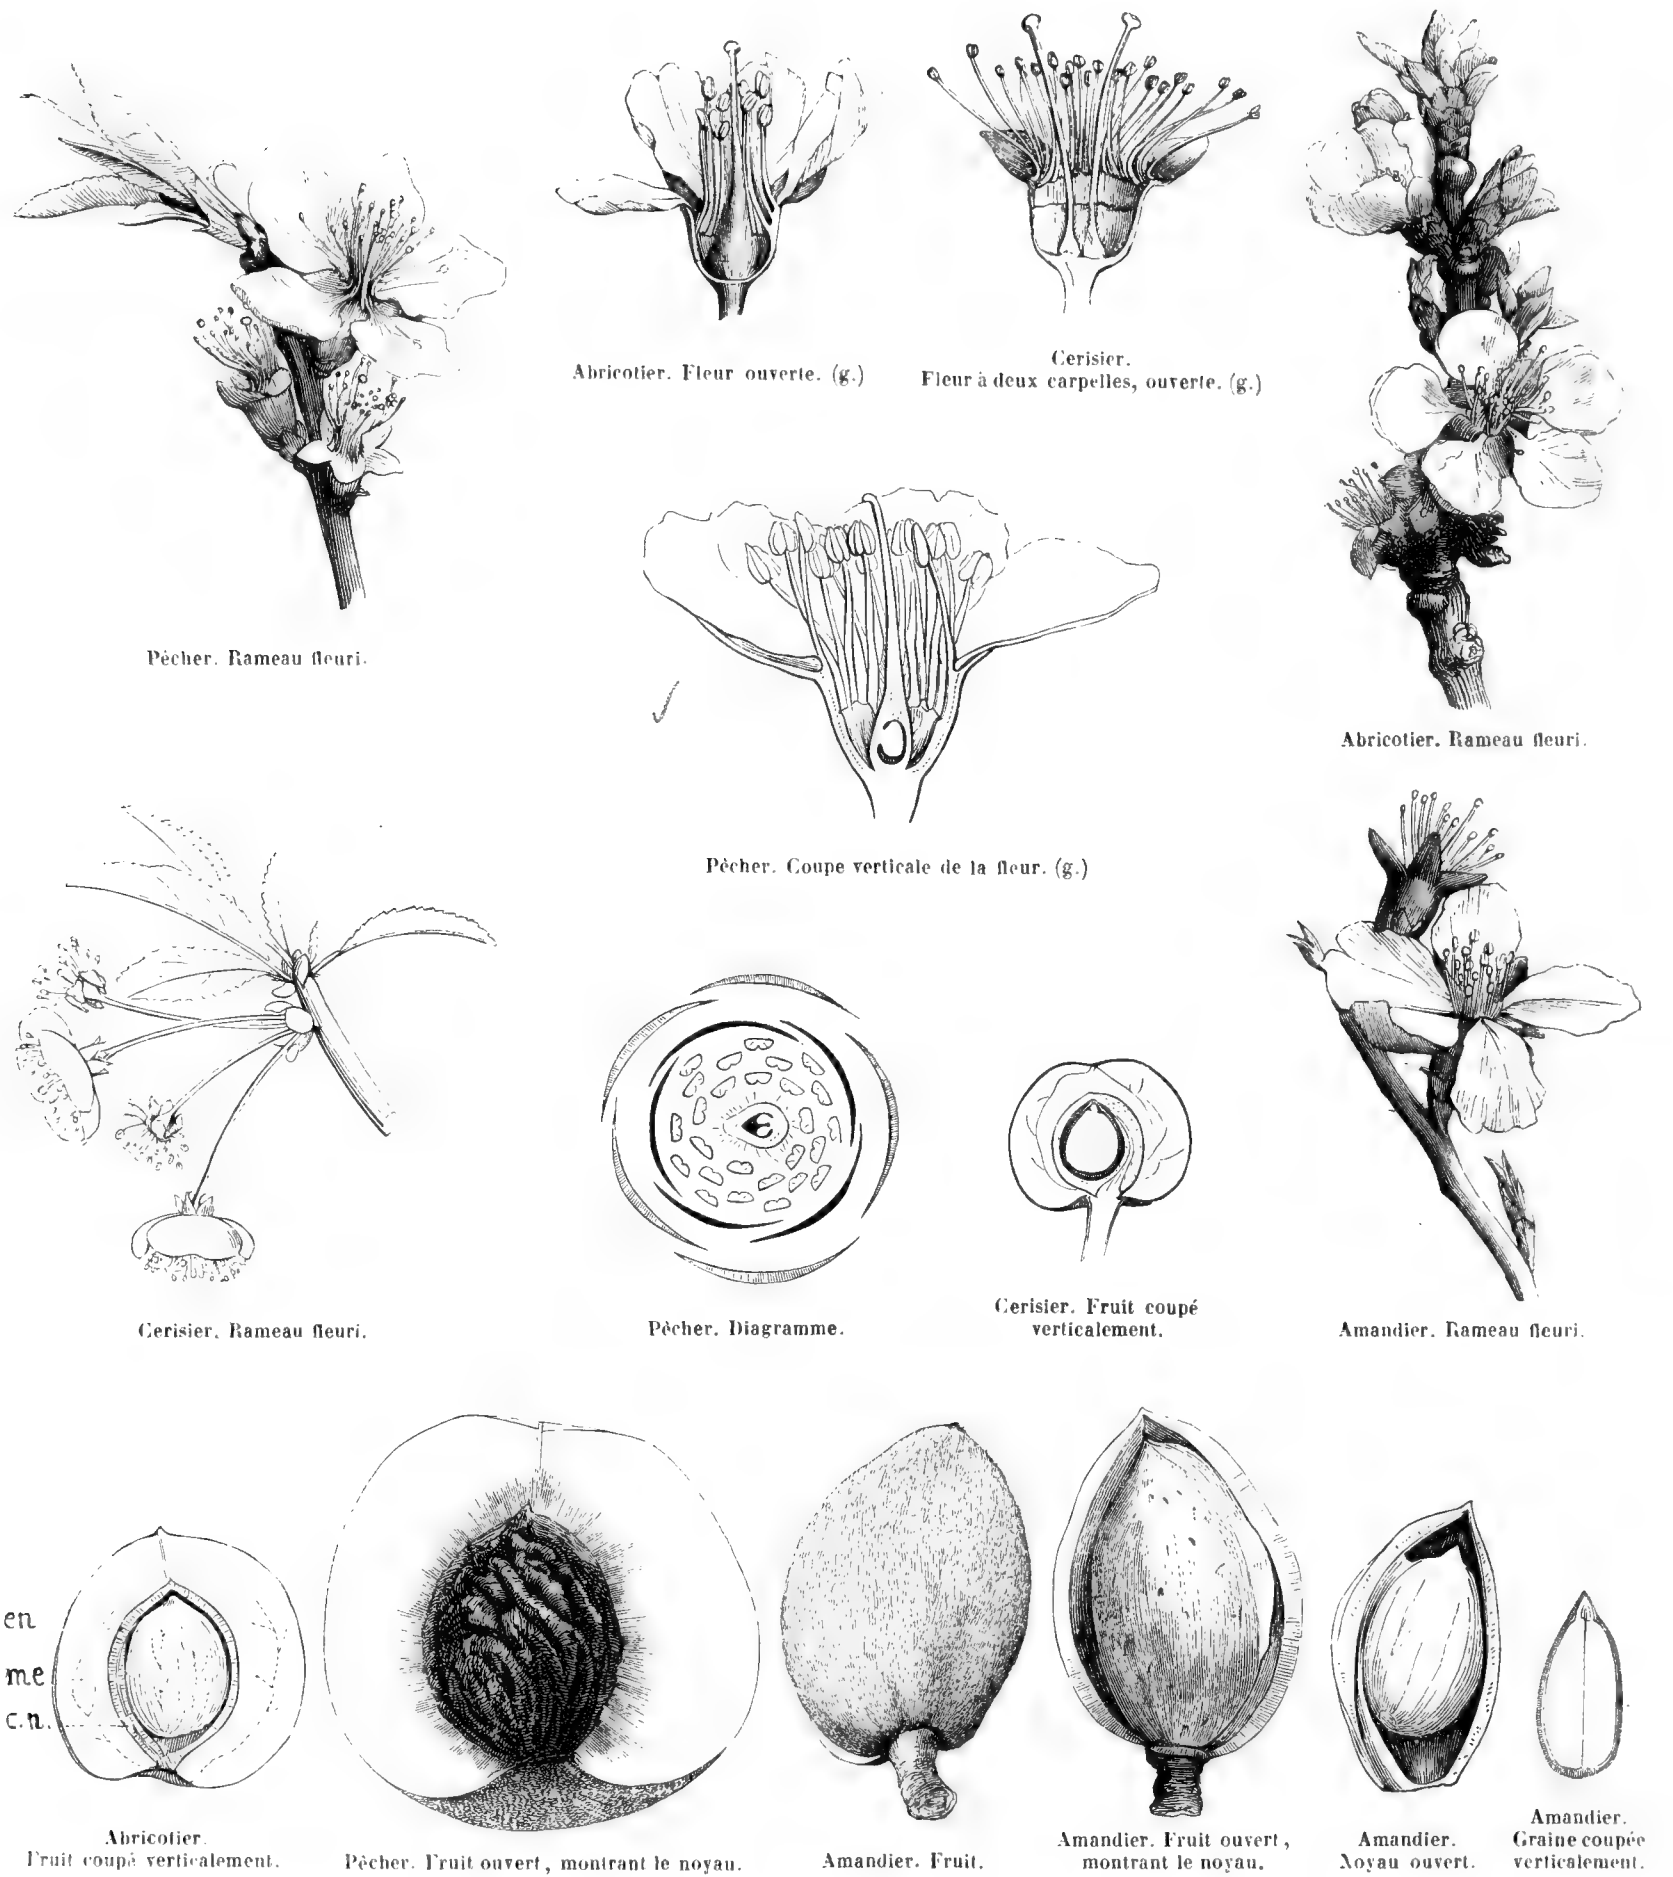 Abricotier. Fleur ouverte. (g.)
Cerisier.
Fleur à deux carpelles, ouverte. (g.)
Pêcher. Rameau fleuri.
Abricotier. Rameau fleuri.
Pêcher. Coupe verticale de la fleur. (g.)
Cerisier. Rameau fleuri.
Pêcher. Diagramme.
Cerisier. Fruit coupé
verticalement.
Amandier. Rameau fleuri.
en
me
c.n.
Abricotier.
Fruit coupé verticalement.
Pêcher. Fruit ouvert, montrant le noyau.
Amandier. Fruit.
Amandier. Fruit ouvert,
montrant le noyau.
Amandier.
Noyau ouvert.
Amandier.
Graine coupée
verticalement.